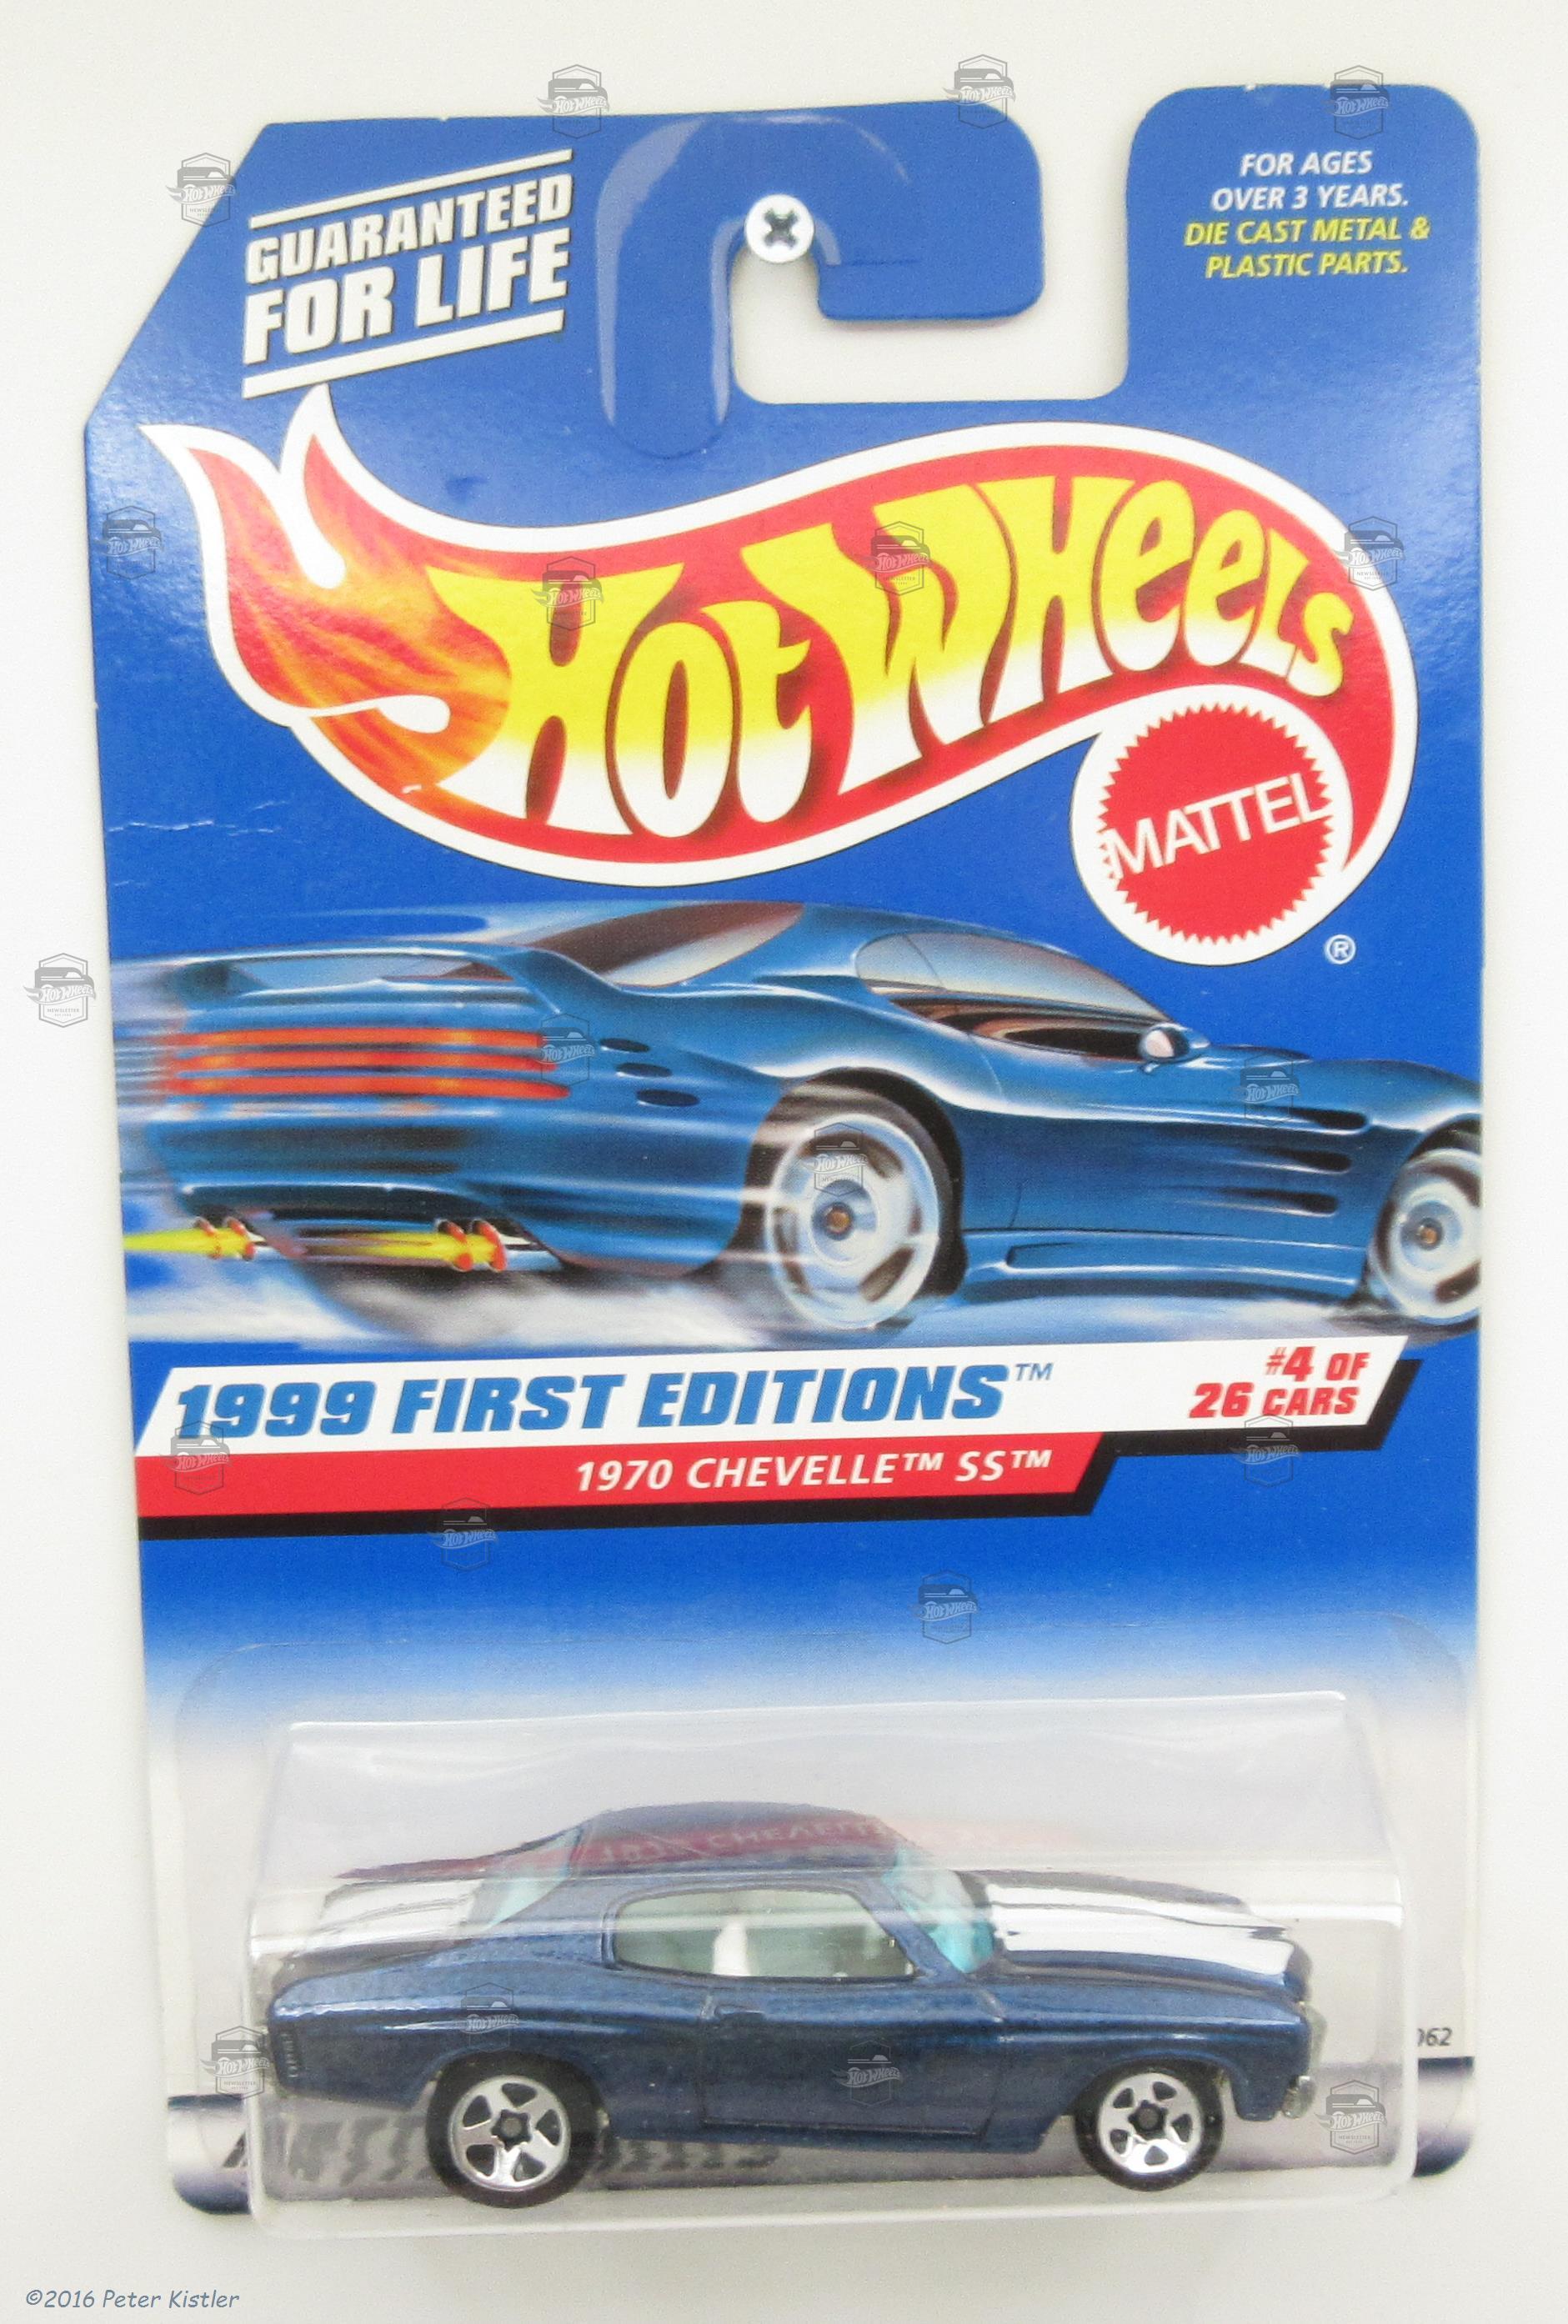 GUARANTEED
FOR LIFE
FOR AGES
OVER 3 YEARS.
DIE CAST METAL &
PLASTIC PARTS.
HOT WHEELS
MATTEL
®
1999 FIRST EDITIONS™
#4 OF
26 CARS
1970 CHEVELLE™ SS™
062
©2016 Peter Kistler